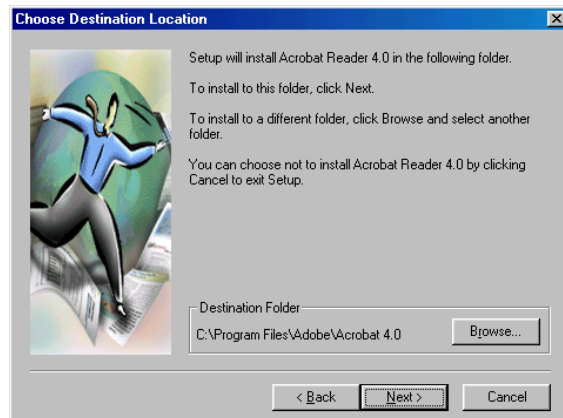 Choose Destination Location
Setup will install Acrobat Reader 4.0 in the following folder.
To install to this folder, click Next.
To install to a different folder, click Browse and select another
folder.
You can choose not to install Acrobat Reader 4.0 by clicking
Cancel to exit Setup.
Destination Folder
C:\Program Files\Adobe\Acrobat 4.0
Browse...
< Back
Next >
Cancel